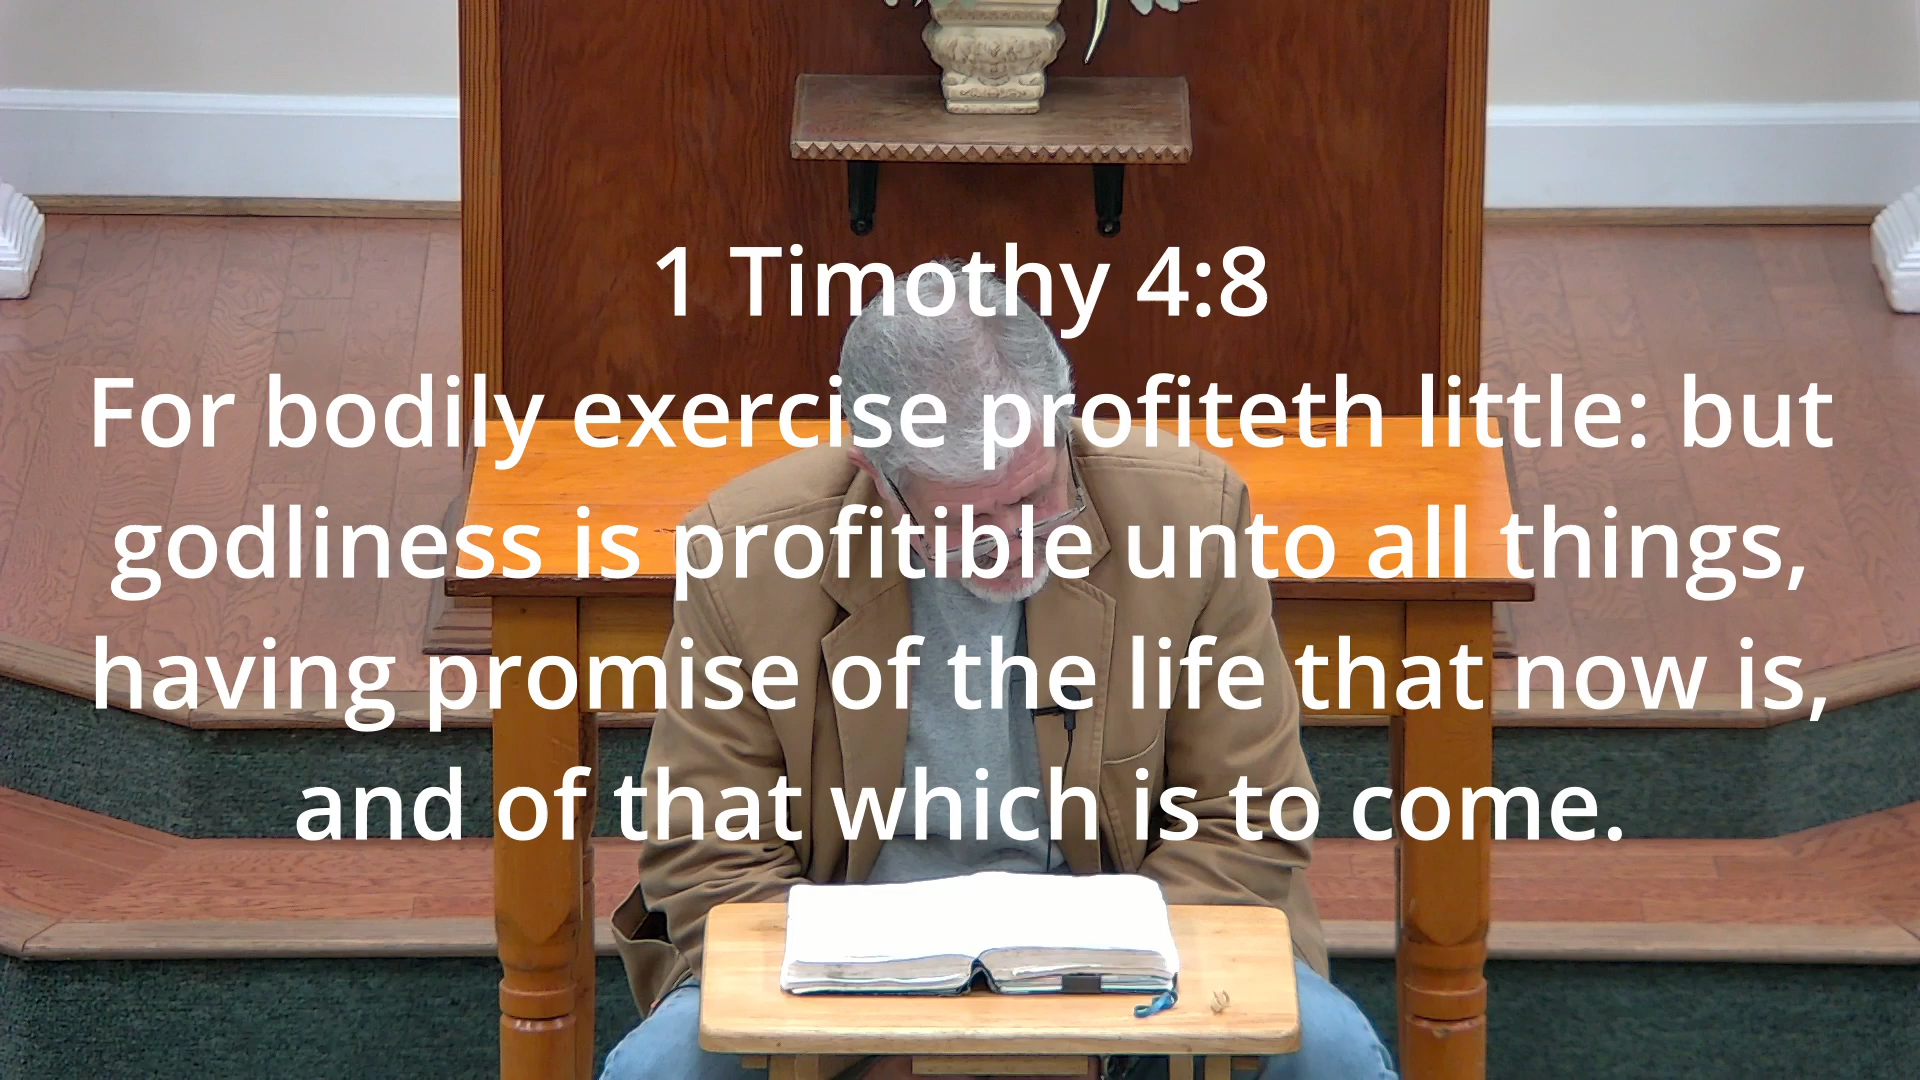 1 Timothy 4:8
For bodily exercise profiteth little: but
godliness is profitible unto all things,
having promise of the life that now is,
and of that which is to come.